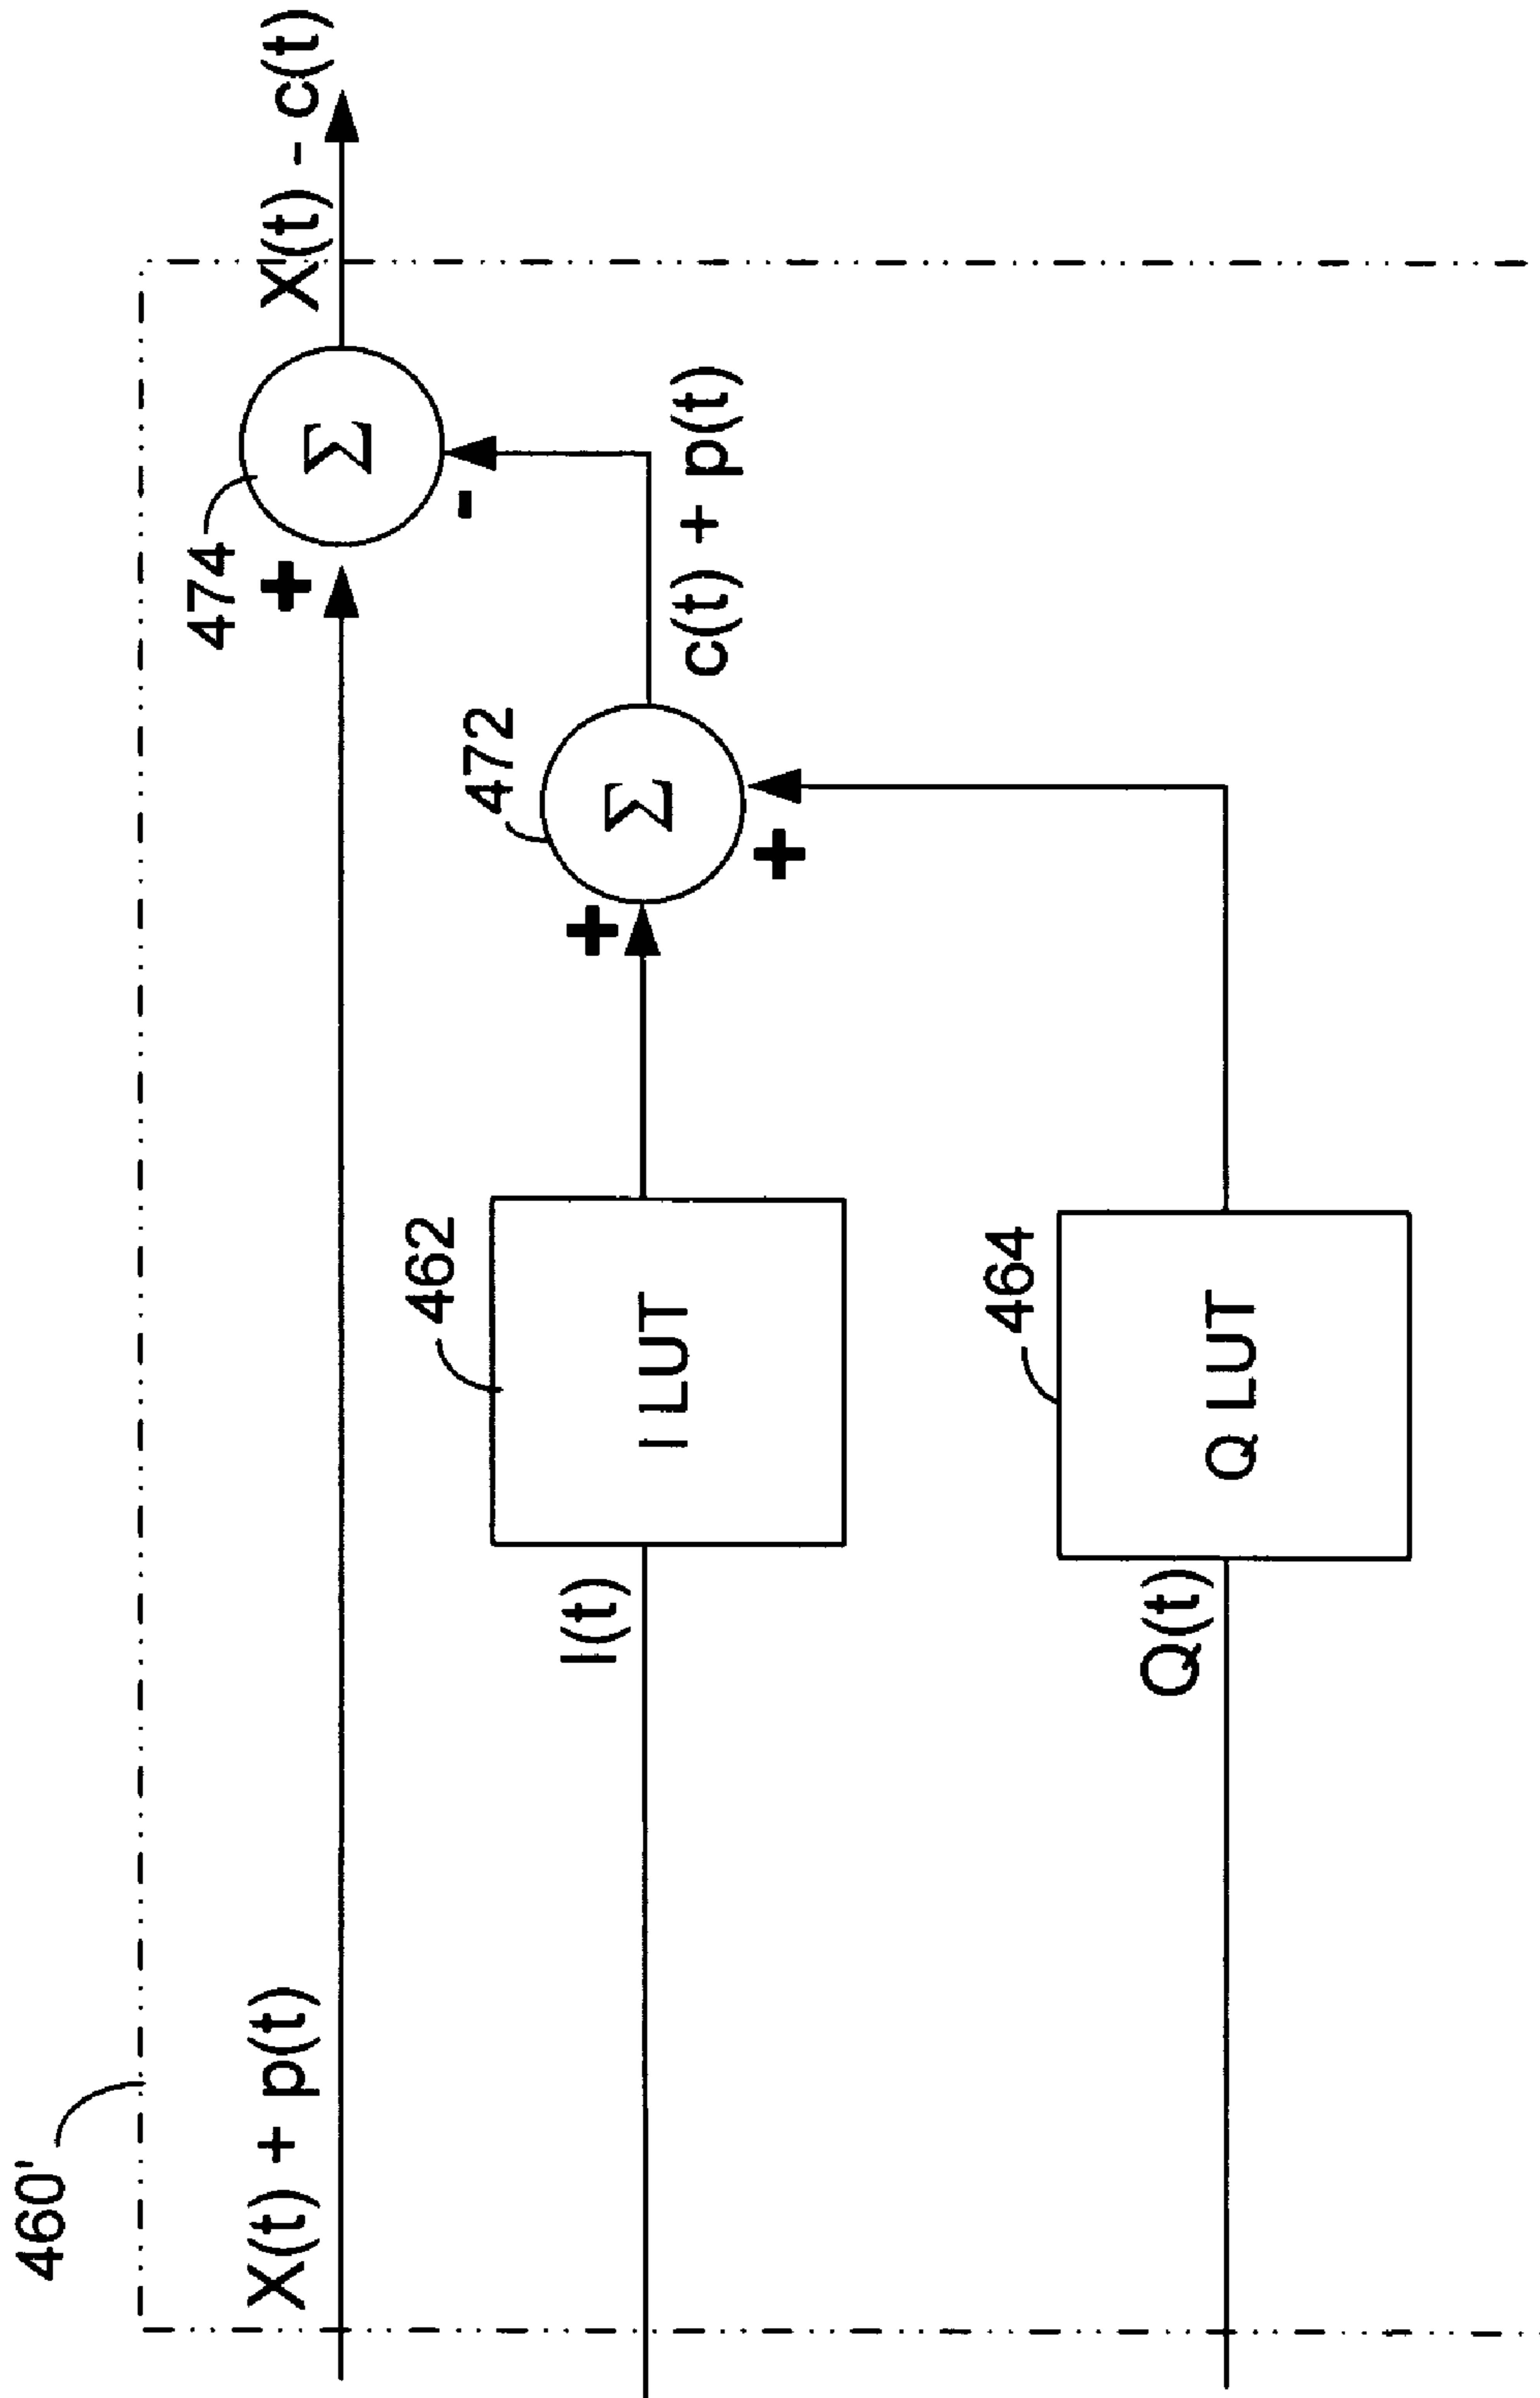 460'
X(t) + p(t)
474
+
Σ
X(t) - c(t)
-
I(t)
462
I LUT
+
472
Σ
+
c(t) + p(t)
Q(t)
464
Q LUT